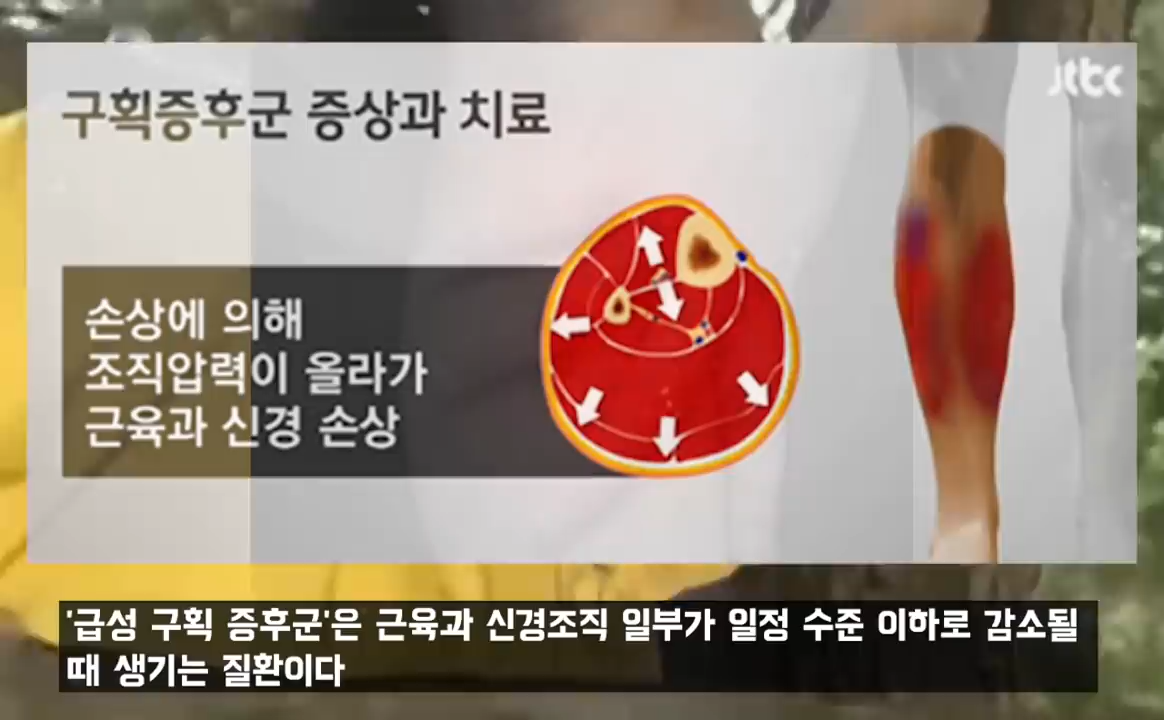 jtbc
구획증후군 증상과 치료
손상에 의해
조직압력이 올라가
근육과 신경 손상
'급성 구획 증후군'은 근육과 신경조직 일부가 일정 수준 이하로 감소될
때 생기는 질환이다